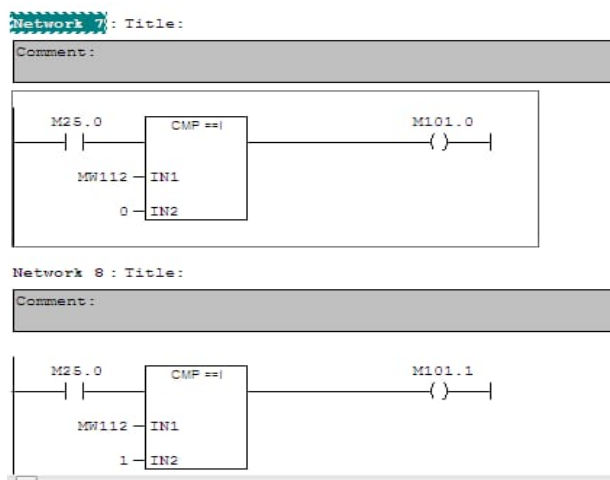 Network 7: Title:
Comment:
M25.0 CMP ==I M101.0
MW112 IN1
0 IN2
Network 8: Title:
Comment:
M25.0 CMP ==I M101.1
MW112 IN1
1 IN2